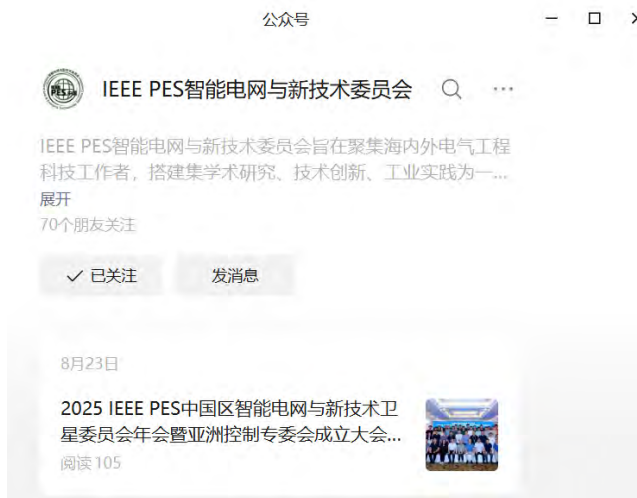 公众号
IEEE PES智能电网与新技术委员会
IEEE PES智能电网与新技术委员会旨在聚集海内外电气工程
科技工作者，搭建集学术研究、技术创新、工业实践为一...
展开
70个朋友关注
已关注
发消息
8月23日
2025 IEEE PES中国区智能电网与新技术卫
星委员会年会暨亚洲控制专委会成立大会...
阅读 105